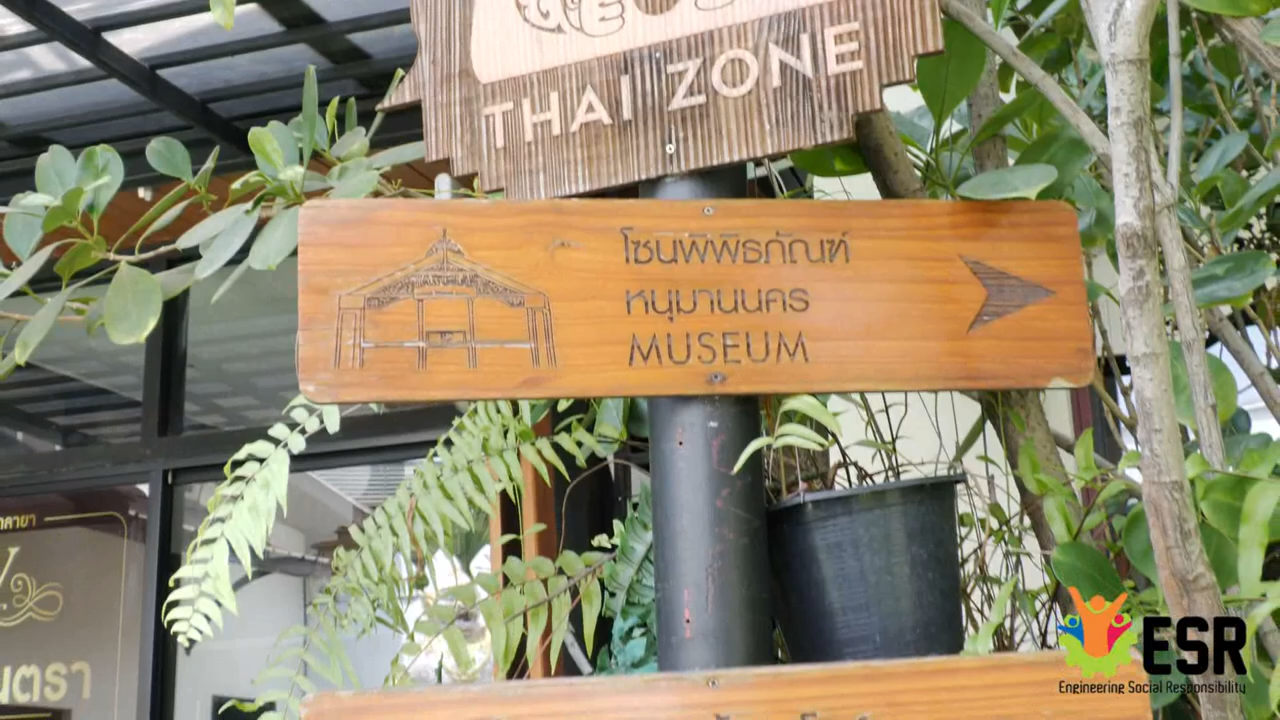 THAI ZONE
โซนพิพิธภัณฑ์
หนุมานนคร
MUSEUM
ESR
Engineering Social Responsibility